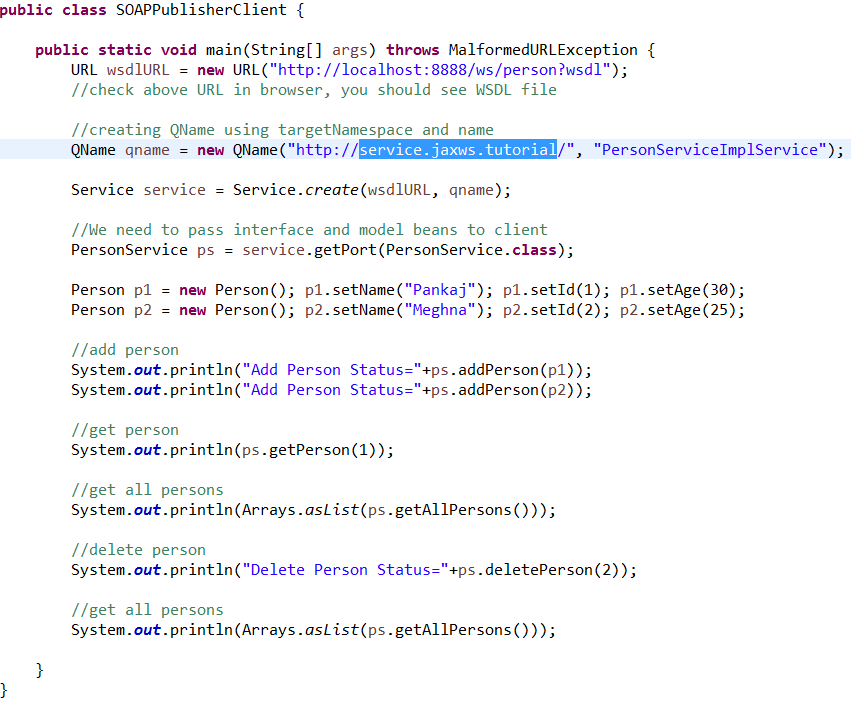 public class SOAPPublisherClient {
public static void main(String[] args) throws MalformedURLException {
URL wsdlURL = new URL("http://localhost:8888/ws/person?wsdl");
//check above URL in browser, you should see WSDL file
//creating QName using targetNamespace and name
QName qname = new QName("http://service.jaxws.tutorial/", "PersonServiceImplService");
Service service = Service.create(wsdlURL, qname);
//We need to pass interface and model beans to client
PersonService ps = service.getPort(PersonService.class);
Person p1 = new Person(); p1.setName("Pankaj"); p1.setId(1); p1.setAge(30);
Person p2 = new Person(); p2.setName("Meghna"); p2.setId(2); p2.setAge(25);
//add person
System.out.println("Add Person Status="+ps.addPerson(p1));
System.out.println("Add Person Status="+ps.addPerson(p2));
//get person
System.out.println(ps.getPerson(1));
//get all persons
System.out.println(Arrays.asList(ps.getAllPersons()));
//delete person
System.out.println("Delete Person Status="+ps.deletePerson(2));
//get all persons
System.out.println(Arrays.asList(ps.getAllPersons()));
}
}